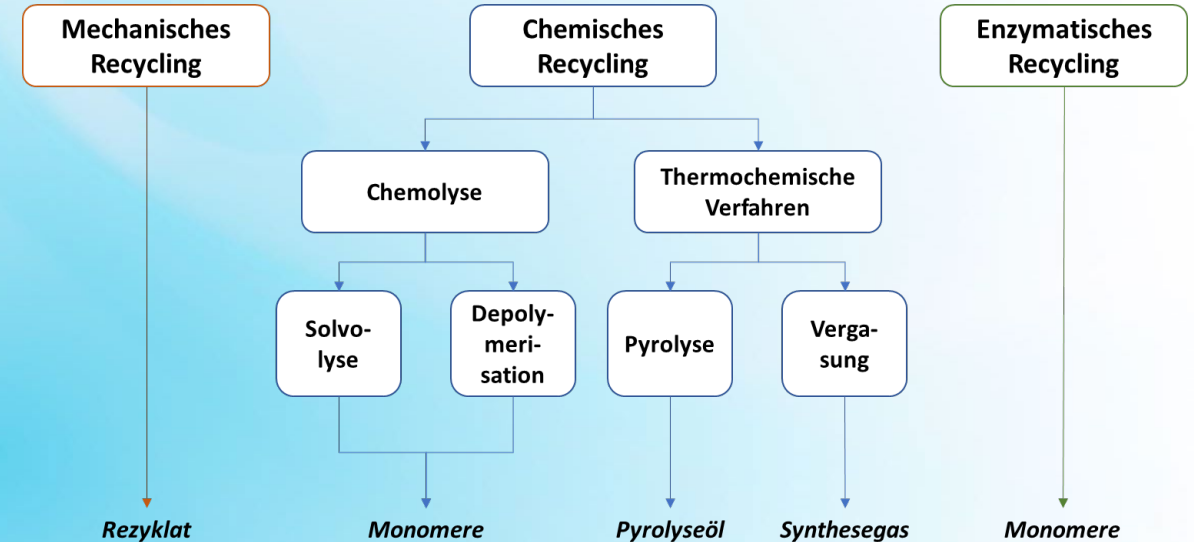 Mechanisches
Recycling
Chemisches
Recycling
Enzymatisches
Recycling
Chemolyse
Thermochemische
Verfahren
Solvo-
lyse
Depoly-
meri-
sation
Pyrolyse
Verga-
sung
Rezyklat
Monomere
Pyrolyseöl
Synthesegas
Monomere